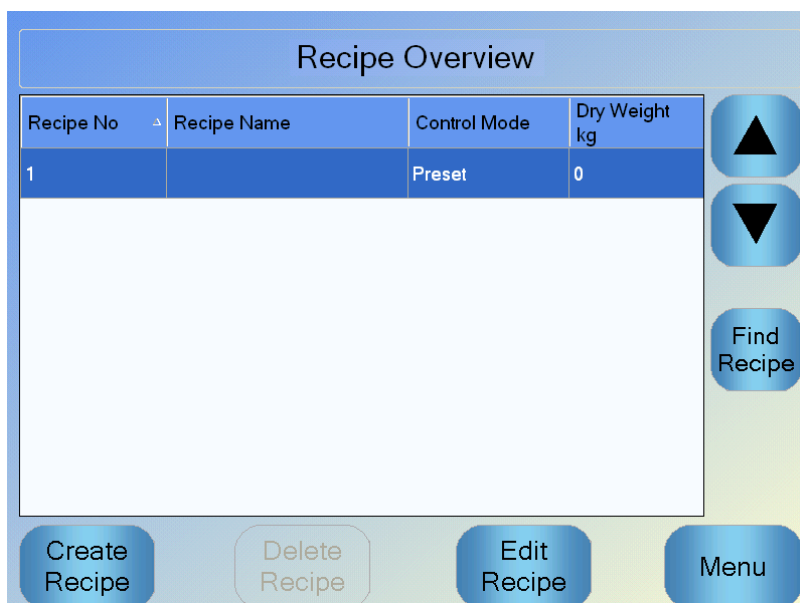 Recipe Overview
Recipe No Recipe Name Control Mode Dry Weight
kg
1 Preset 0
Find
Recipe
Create
Recipe
Delete
Recipe
Edit
Recipe
Menu